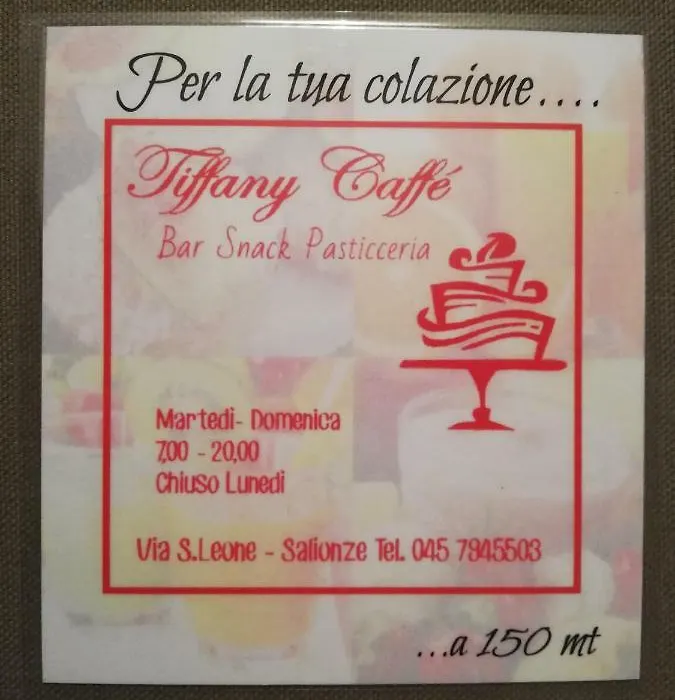 Per la tua colazione....
Tiffany Caffé
Bar Snack Pasticceria
Martedì- Domenica
7,00 - 20,00
Chiuso Lunedì
Via S.Leone - Salionze Tel. 045 7945503
...a 150 mt